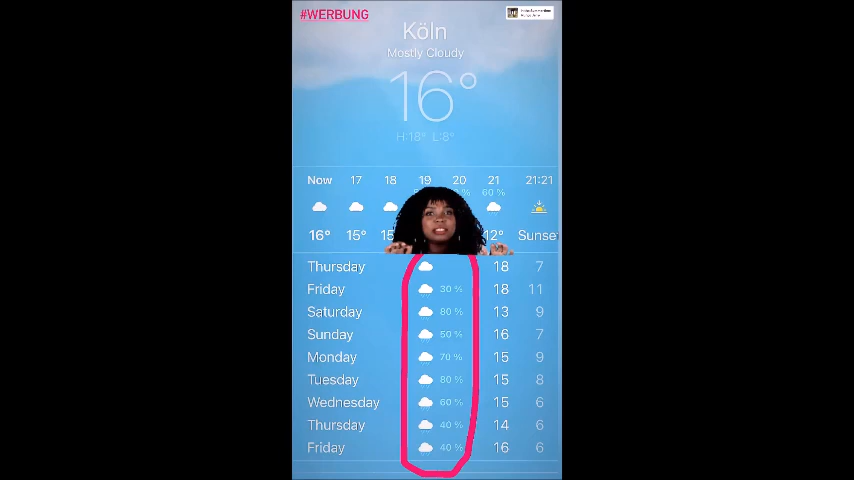 #WERBUNG
Köln
Mostly Cloudy
16°
H:18° L:8°
Now 17 18 19 20 21 21:21
60 %
16° 15° 12° Sunse
Thursday 18 7
Friday 30 % 18 11
Saturday 80 % 13 9
Sunday 50 % 16 7
Monday 70 % 15 9
Tuesday 80 % 15 8
Wednesday 60 % 15 6
Thursday 40 % 14 6
Friday 40 % 16 6